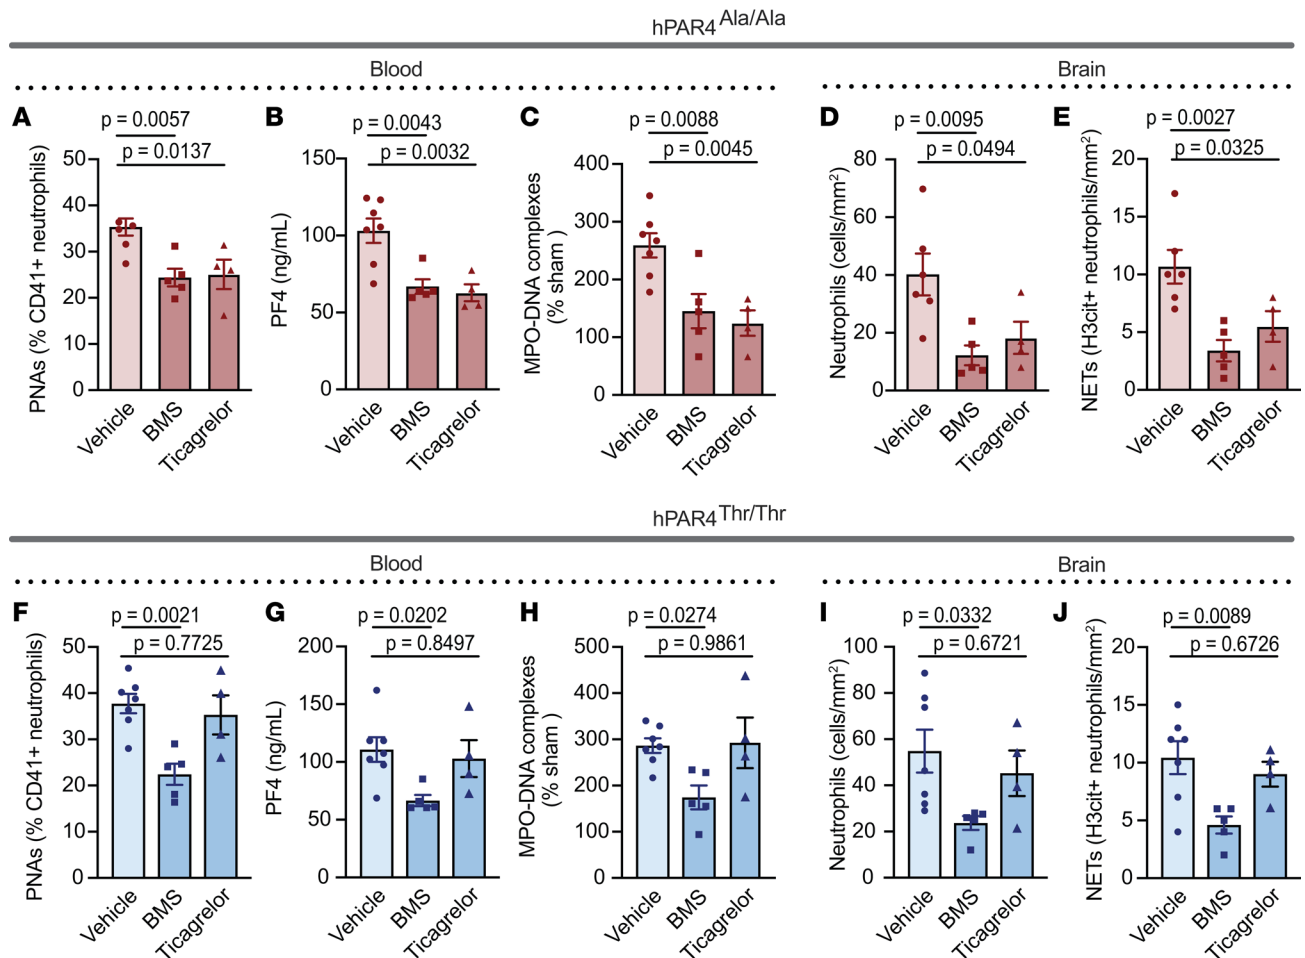 hPAR4Ala/Ala
Blood
Brain
A
p = 0.0057
p = 0.0137
PNAs (% CD41+ neutrophils)
50
40
30
20
10
0
Vehicle
BMS
Ticagrelor
B
p = 0.0043
p = 0.0032
PF4 (ng/mL)
150
100
50
0
Vehicle
BMS
Ticagrelor
C
p = 0.0088
p = 0.0045
MPO-DNA complexes
(% sham )
400
300
200
100
0
Vehicle
BMS
Ticagrelor
D
p = 0.0095
p = 0.0494
Neutrophils (cells/mm²)
80
60
40
20
0
Vehicle
BMS
Ticagrelor
E
p = 0.0027
p = 0.0325
NETs (H3cit+ neutrophils/mm²)
20
15
10
5
0
Vehicle
BMS
Ticagrelor
hPAR4Thr/Thr
Blood
Brain
F
p = 0.0021
p = 0.7725
PNAs (% CD41+ neutrophils)
50
40
30
20
10
0
Vehicle
BMS
Ticagrelor
G
p = 0.0202
p = 0.8497
PF4 (ng/mL)
200
150
100
50
0
Vehicle
BMS
Ticagrelor
H
p = 0.0274
p = 0.9861
MPO-DNA complexes
(% sham )
500
400
300
200
100
0
Vehicle
BMS
Ticagrelor
I
p = 0.0332
p = 0.6721
Neutrophils (cells/mm²)
100
80
60
40
20
0
Vehicle
BMS
Ticagrelor
J
p = 0.0089
p = 0.6726
NETs (H3cit+ neutrophils/mm²)
20
15
10
5
0
Vehicle
BMS
Ticagrelor